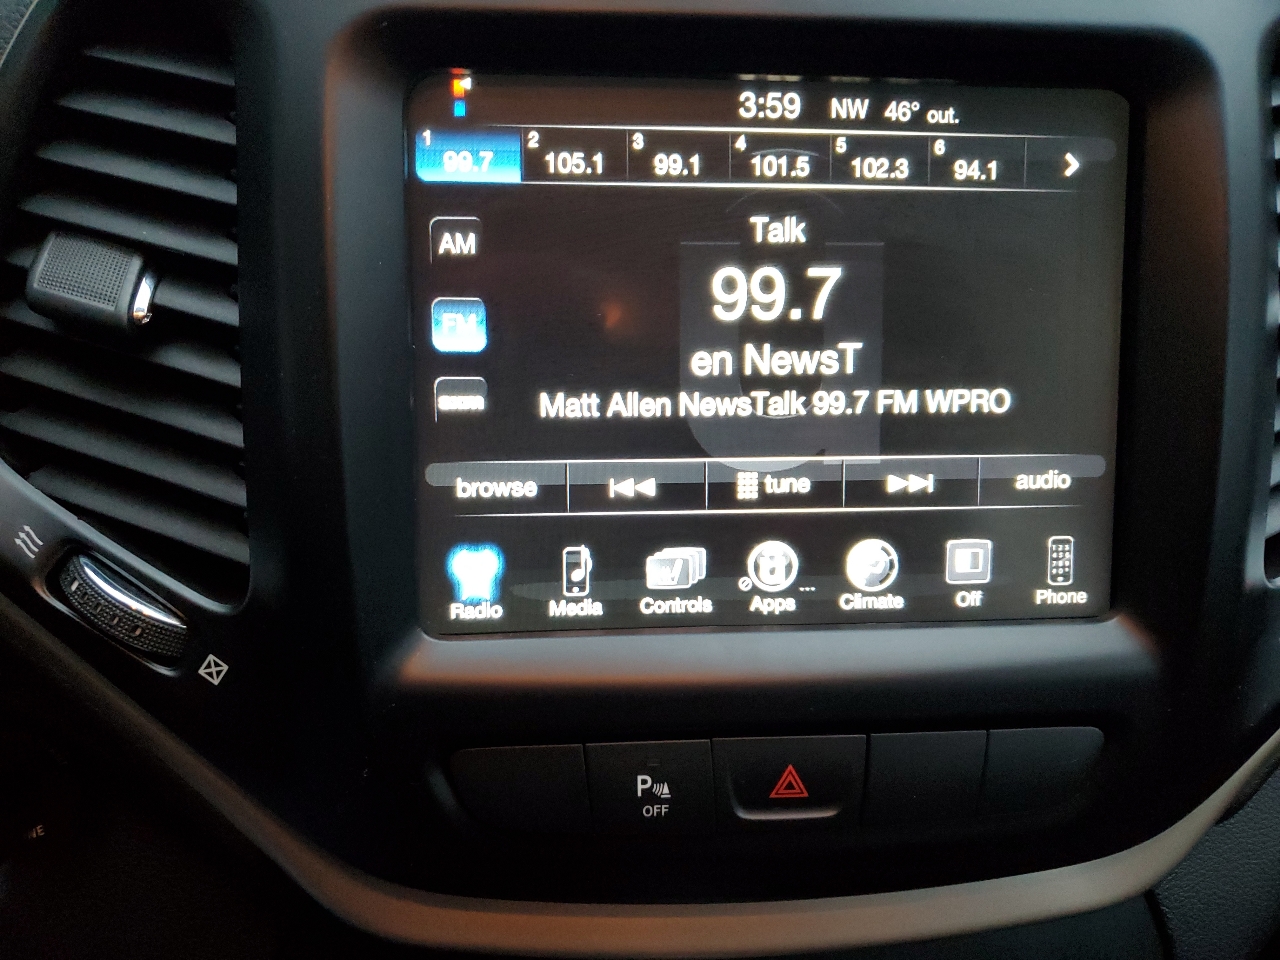 3:59 NW 46° out.
1 99.7 2 105.1 3 99.1 4 101.5 5 102.3 6 94.1
AM
Talk
99.7
FM
en NewsT
Matt Allen NewsTalk 99.7 FM WPRO
browse tune audio
Radio Media Controls Apps ... Climate Off Phone
P
OFF